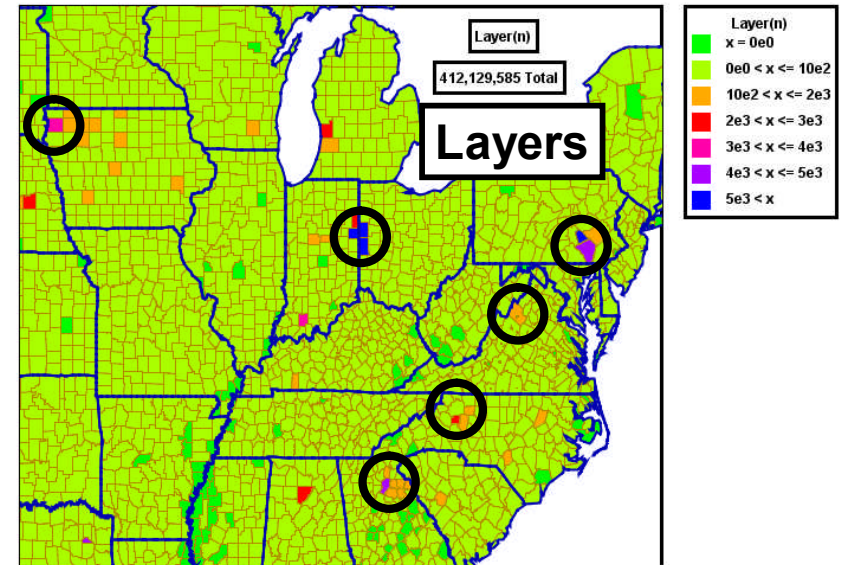 Layer(n)
412,129,585 Total
Layers
Layer(n)
x = 0e0
0e0 < x <= 10e2
10e2 < x <= 2e3
2e3 < x <= 3e3
3e3 < x <= 4e3
4e3 < x <= 5e3
5e3 < x